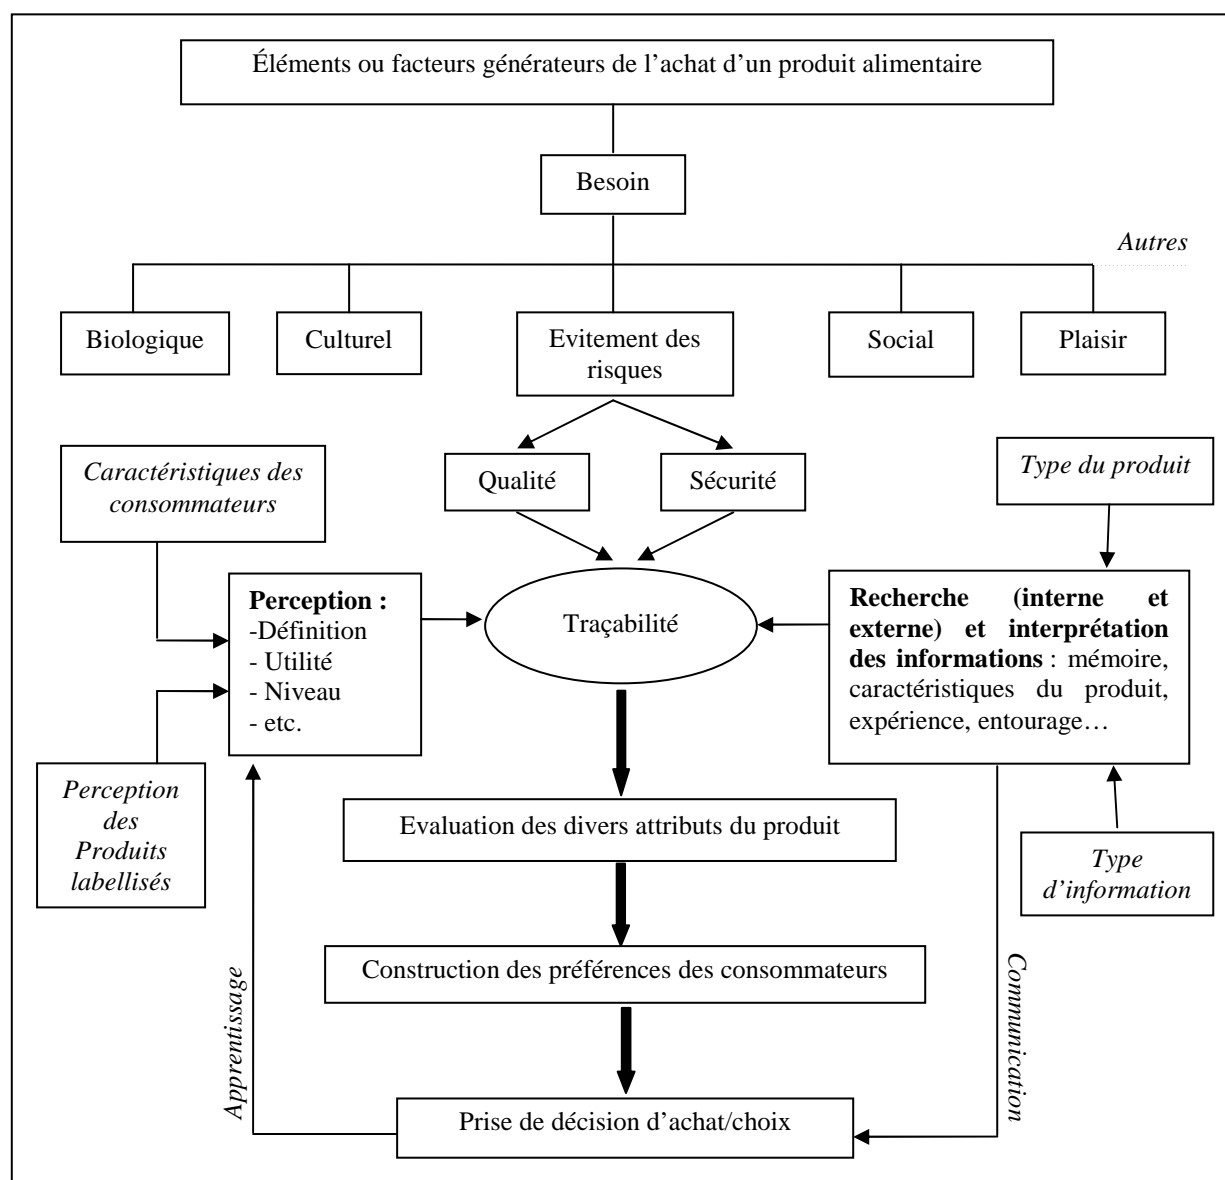 Éléments ou facteurs générateurs de l’achat d’un produit alimentaire
Besoin
Autres
Biologique
Culturel
Evitement des
risques
Social
Plaisir
Caractéristiques des
consommateurs
Qualité
Sécurité
Type du produit
Perception :
-Définition
- Utilité
- Niveau
- etc.
Traçabilité
Recherche (interne et
externe) et interprétation
des informations : mémoire,
caractéristiques du produit,
expérience, entourage…
Perception
des
Produits
labellisés
Evaluation des divers attributs du produit
Type
d’information
Construction des préférences des consommateurs
Apprentissage
Communication
Prise de décision d’achat/choix